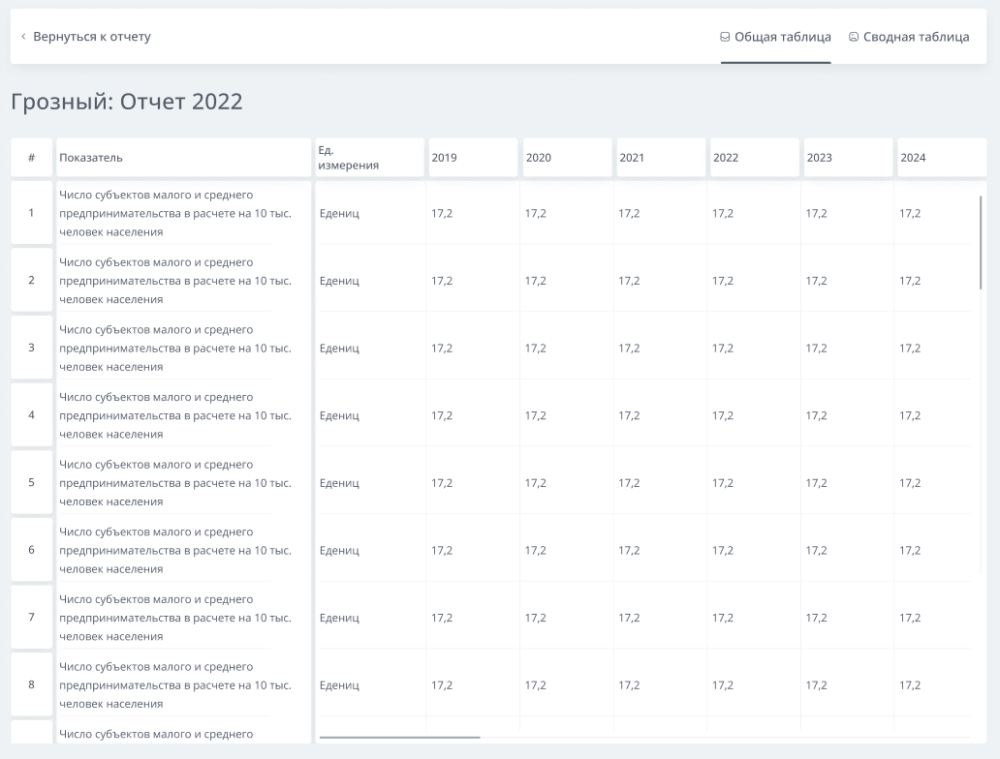 Вернуться к отчету
Общая таблица
Сводная таблица
Грозный: Отчет 2022
# Показатель Ед. измерения 2019 2020 2021 2022 2023 2024
Число субъектов малого и среднего
1 предпринимательства в расчете на 10 тыс. Едениц 17,2 17,2 17,2 17,2 17,2 17,2
человек населения
Число субъектов малого и среднего
2 предпринимательства в расчете на 10 тыс. Едениц 17,2 17,2 17,2 17,2 17,2 17,2
человек населения
Число субъектов малого и среднего
3 предпринимательства в расчете на 10 тыс. Едениц 17,2 17,2 17,2 17,2 17,2 17,2
человек населения
Число субъектов малого и среднего
4 предпринимательства в расчете на 10 тыс. Едениц 17,2 17,2 17,2 17,2 17,2 17,2
человек населения
Число субъектов малого и среднего
5 предпринимательства в расчете на 10 тыс. Едениц 17,2 17,2 17,2 17,2 17,2 17,2
человек населения
Число субъектов малого и среднего
6 предпринимательства в расчете на 10 тыс. Едениц 17,2 17,2 17,2 17,2 17,2 17,2
человек населения
Число субъектов малого и среднего
7 предпринимательства в расчете на 10 тыс. Едениц 17,2 17,2 17,2 17,2 17,2 17,2
человек населения
Число субъектов малого и среднего
8 предпринимательства в расчете на 10 тыс. Едениц 17,2 17,2 17,2 17,2 17,2 17,2
человек населения
Число субъектов малого и среднего